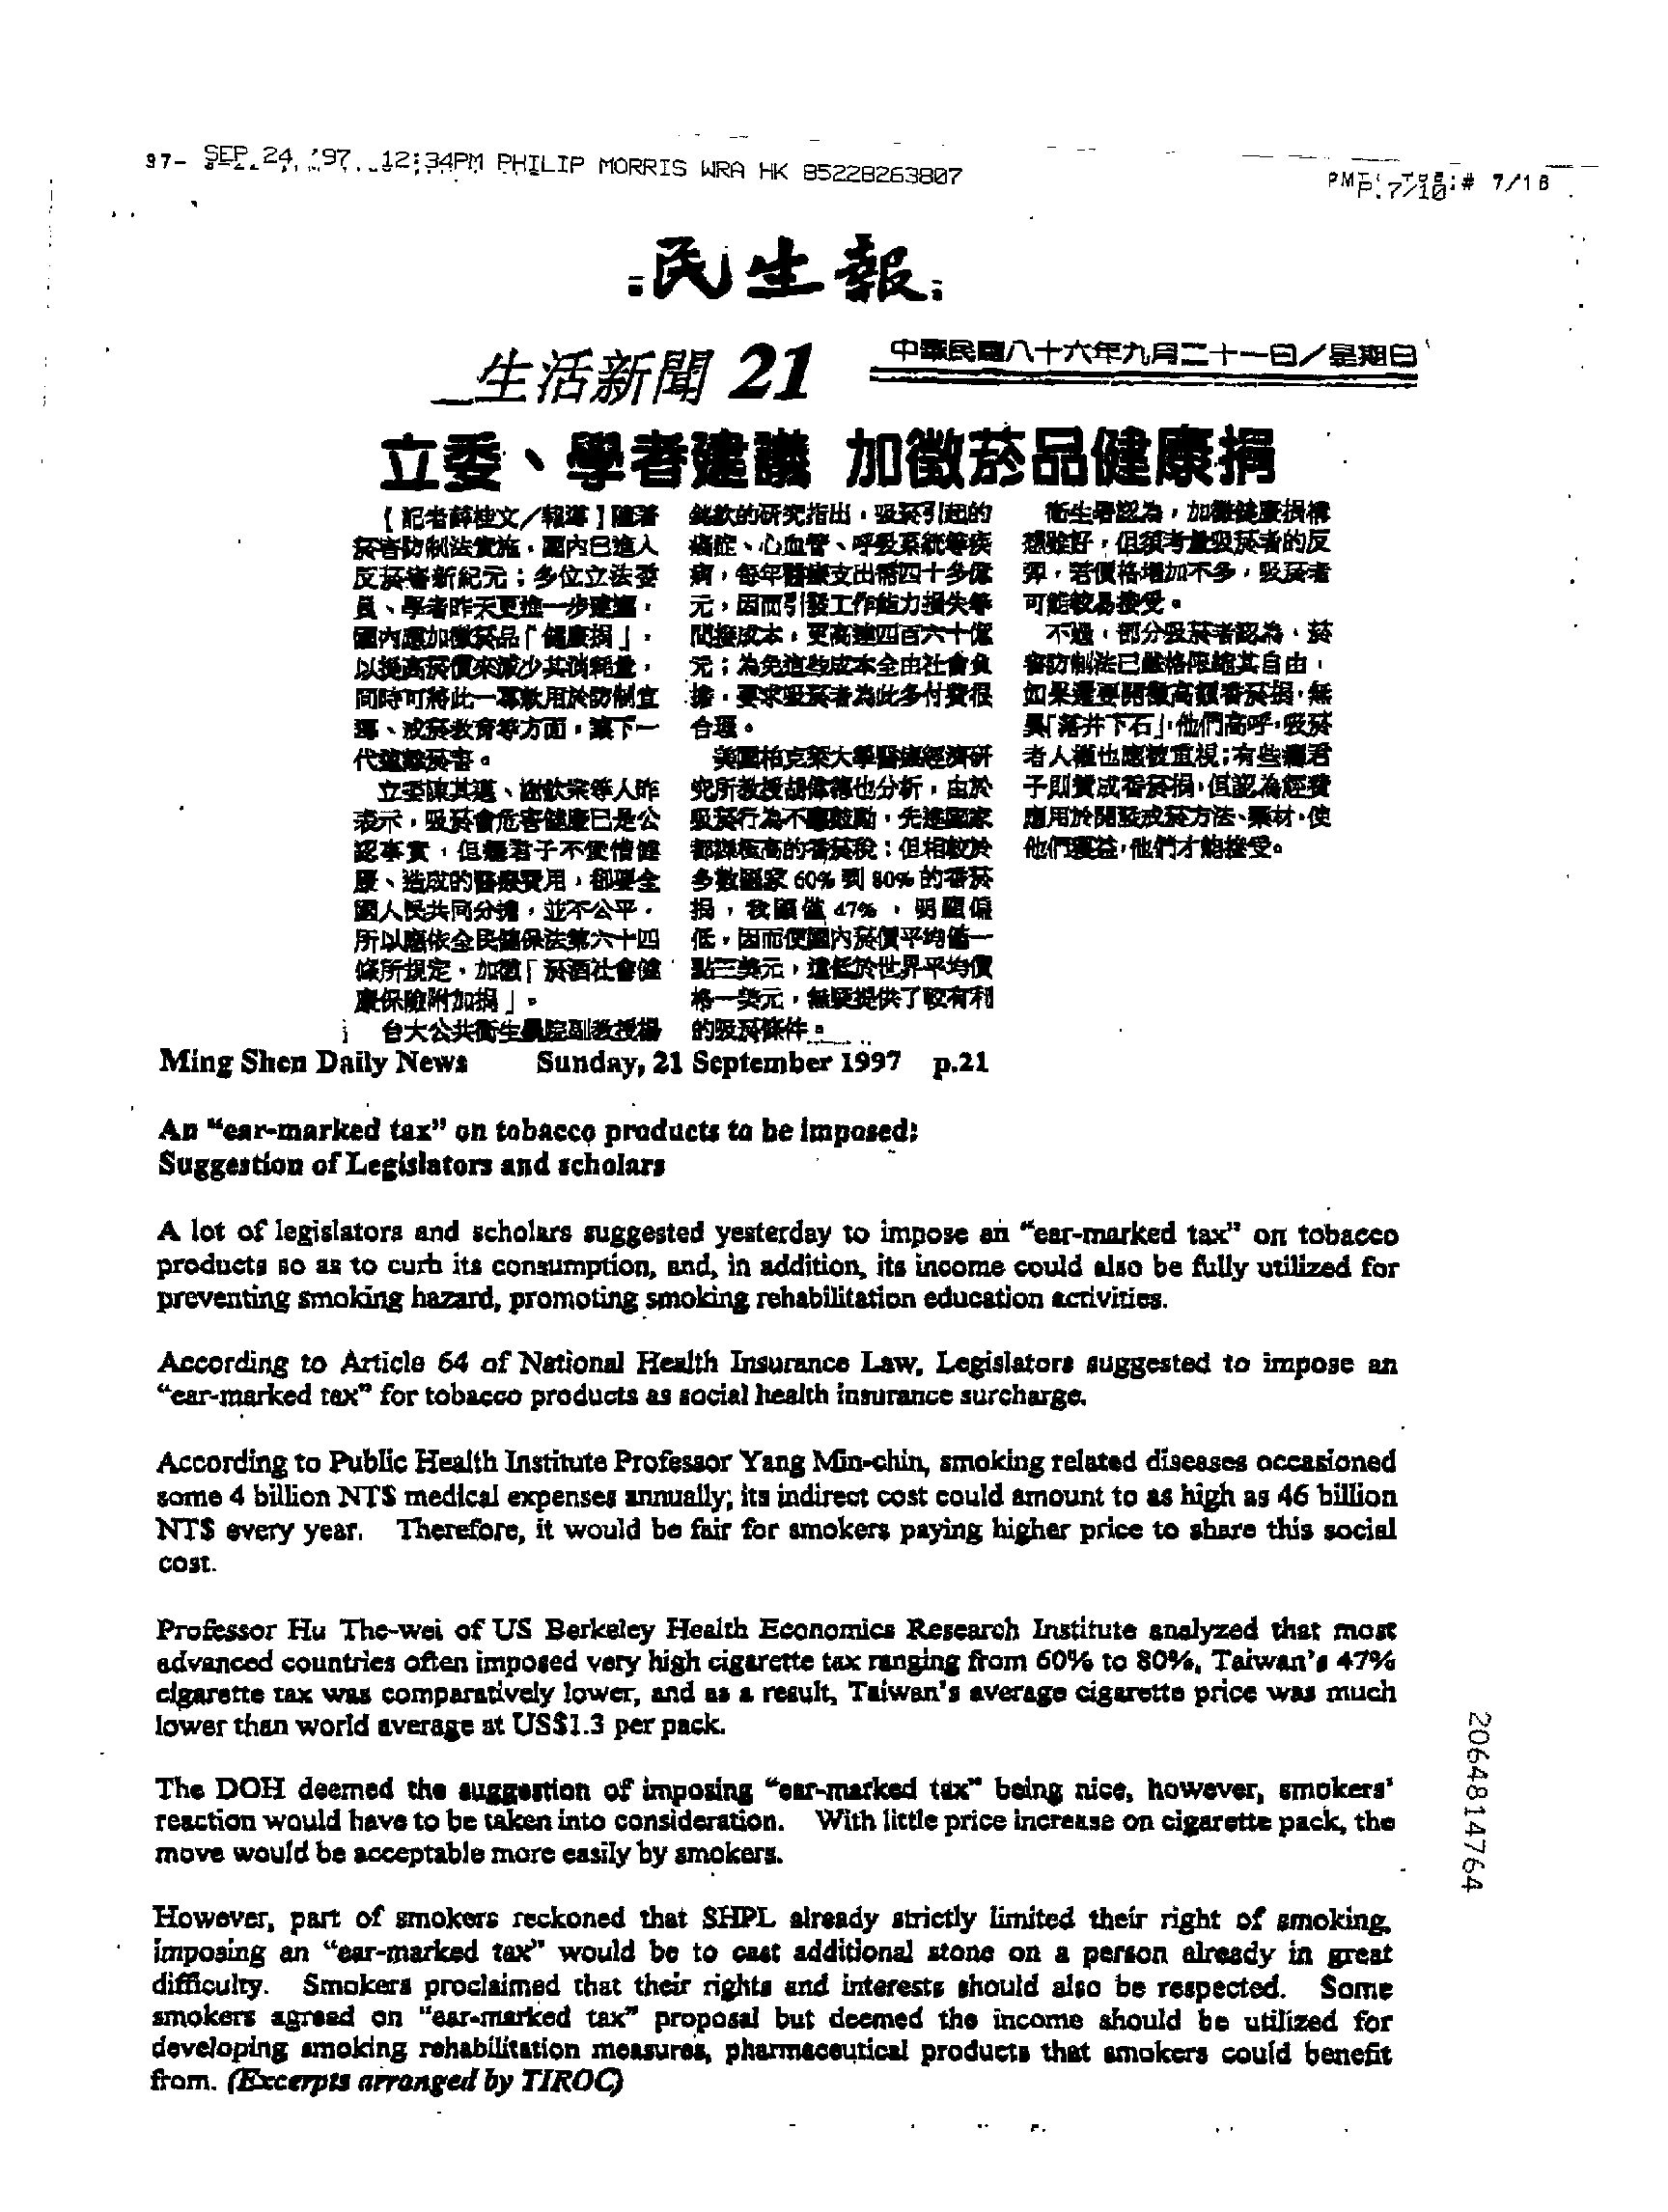 SEP. 24. '97 12:34PM PHILIP MORRIS WRA HK 85228263807
P.7/10 # 7/18
民生報
生活新聞 21
中華民國八十六年九月二十一日／星期日
立委、學者建議 加徵菸品健康捐
【記者薛桂文／報導】隨著
菸害防制法實施，國內已進入
反菸害新紀元；多位立法委
員、學者昨天更進一步建議，
國內應加徵菸品「健康捐」，
以提高菸價來減少其消耗量，
同時可將此一專款用於防制宣
導、戒菸教育等方面，讓下一
代遠離菸害。
立委陳其邁、謝欽宗等人昨
表示，吸菸會危害健康已是公
認事實，但癮君子不愛惜健
康、造成的醫療費用，卻要全
國人民共同分擔，並不公平，
所以應依全民健保法第六十四
條所規定，加徵「菸酒社會健
康保險附加捐」。
台大公共衛生學院副教授楊
銘欽的研究指出，吸菸引起的
癌症、心血管、呼吸系統等疾
病，每年醫療支出需四十多億
元，因而引發工作能力損失等
間接成本，更高達四百六十億
元；為免這些成本全由社會負
擔，要求吸菸者為此多付費很
合理。
美國柏克萊大學醫療經濟研
究所教授胡偉也分析，由於
吸菸行為不應鼓勵，先進國家
都課極高的香菸稅；但相較於
多數國家60%到80%的香菸
捐，我國僅47%，明顯偏
低，因而使國內菸價平均僅一
點三美元，遠低於世界平均價
格一美元，無疑提供了較有利
的吸菸條件。
衛生署認為，加徵健康捐構
想雖好，但須考量吸菸者的反
彈，若價格增加不多，吸菸者
可能較易接受。
不過，部分吸菸者認為，菸
害防制法已嚴格限縮其自由，
如果還要開徵高額香菸捐，無
異「落井下石」，他們高呼，吸菸
者人權也應被重視；有些癮君
子即贊成香菸捐，但認為經費
應用於開發戒菸方法、藥材，使
他們獲益，他們才能接受。
Ming Shen Daily News Sunday, 21 September 1997 p.21
An "ear-marked tax" on tobacco products to be imposed:
Suggestion of Legislators and scholars
A lot of legislators and scholars suggested yesterday to impose an "ear-marked tax" on tobacco
products so as to curb its consumption, and, in addition, its income could also be fully utilized for
preventing smoking hazard, promoting smoking rehabilitation education activities.
According to Article 64 of National Health Insurance Law, Legislators suggested to impose an
"ear-marked tax" for tobacco products as social health insurance surcharge.
According to Public Health Institute Professor Yang Min-chin, smoking related diseases occasioned
some 4 billion NT$ medical expenses annually; its indirect cost could amount to as high as 46 billion
NT$ every year. Therefore, it would be fair for smokers paying higher price to share this social
cost.
Professor Hu The-wei of US Berkeley Health Economics Research Institute analyzed that most
advanced countries often imposed very high cigarette tax ranging from 60% to 80%, Taiwan's 47%
cigarette tax was comparatively lower, and as a result, Taiwan's average cigarette price was much
lower than world average at US$1.3 per pack.
The DOH deemed the suggestion of imposing "ear-marked tax" being nice, however, smokers'
reaction would have to be taken into consideration. With little price increase on cigarette pack, the
move would be acceptable more easily by smokers.
However, part of smokers reckoned that SHPL already strictly limited their right of smoking,
imposing an "ear-marked tax" would be to cast additional stone on a person already in great
difficulty. Smokers proclaimed that their rights and interests should also be respected. Some
smokers agreed on "ear-marked tax" proposal but deemed the income should be utilized for
developing smoking rehabilitation measures, pharmaceutical products that smokers could benefit
from. (Excerpts arranged by TIROC)
2064814764